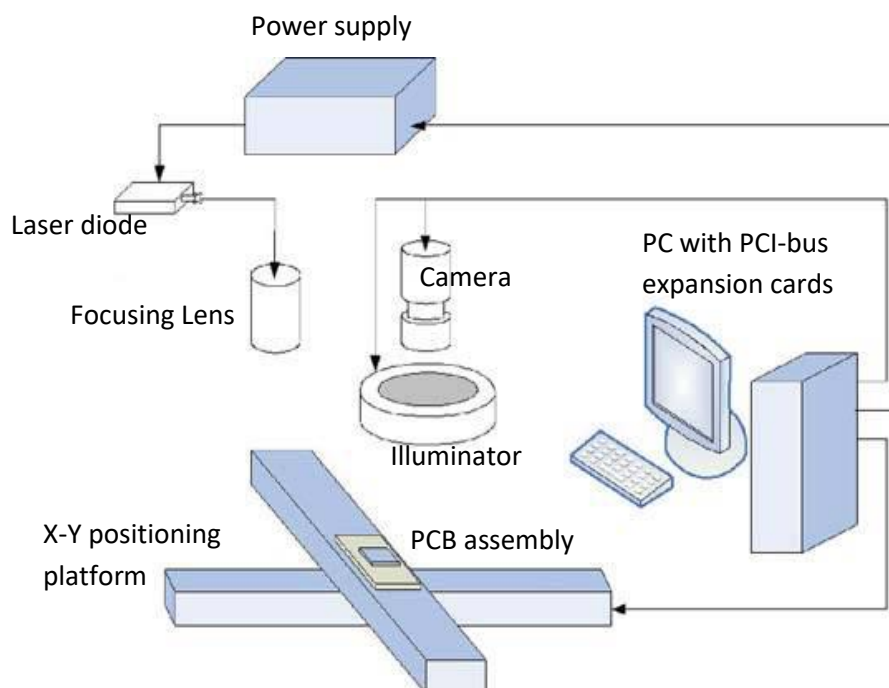 Power supply
Laser diode
Camera
PC with PCI-bus
expansion cards
Focusing Lens
Illuminator
X-Y positioning
platform
PCB assembly